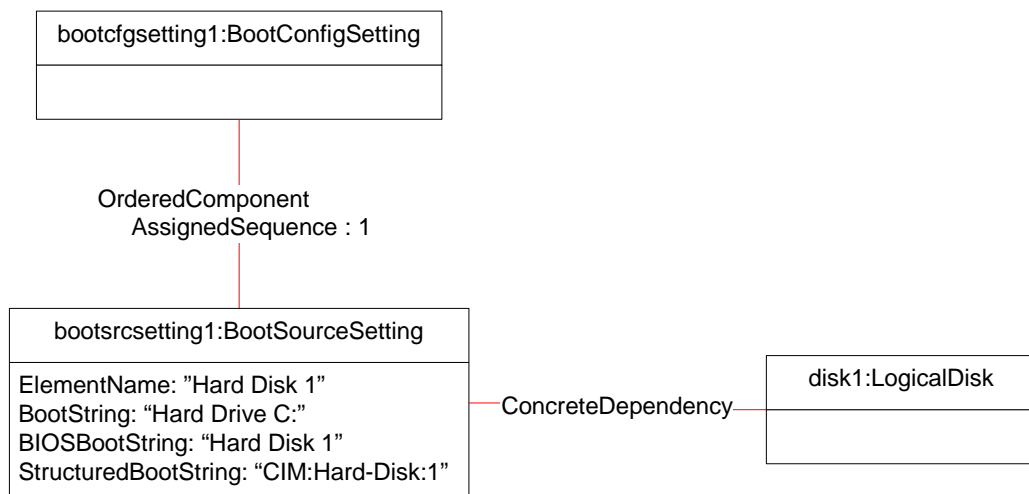 bootcfgsetting1:BootConfigSetting
OrderedComponent
AssignedSequence : 1
bootsrcsetting1:BootSourceSetting
ElementName: ”Hard Disk 1”
BootString: “Hard Drive C:”
BIOSBootString: “Hard Disk 1”
StructuredBootString: “CIM:Hard-Disk:1”
ConcreteDependency
disk1:LogicalDisk